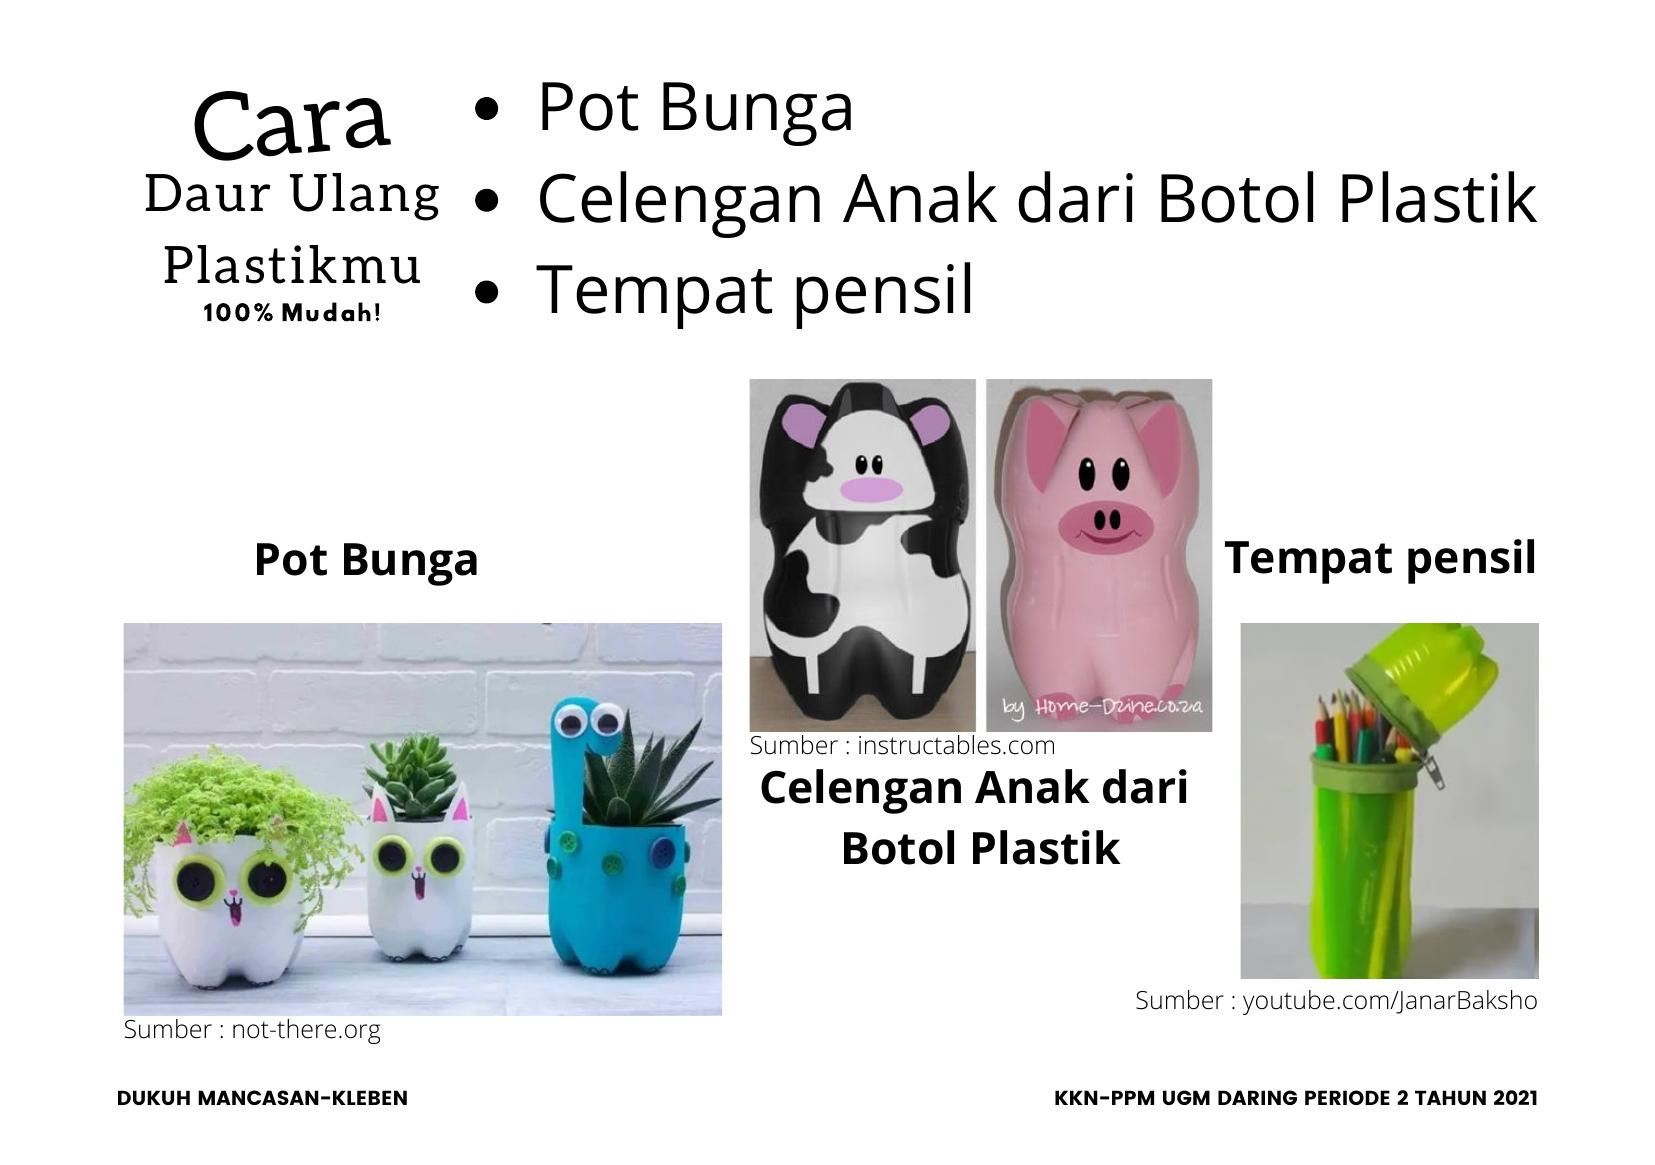 Cara
Daur Ulang
Plastikmu
100% Mudah!
• Pot Bunga
• Celengan Anak dari Botol Plastik
• Tempat pensil
Pot Bunga
Sumber : not-there.org
by Home-Dzine.co.za
Sumber : instructables.com
Celengan Anak dari
Botol Plastik
Tempat pensil
Sumber : youtube.com/JanarBaksho
DUKUH MANCASAN-KLEBEN
KKN-PPM UGM DARING PERIODE 2 TAHUN 2021